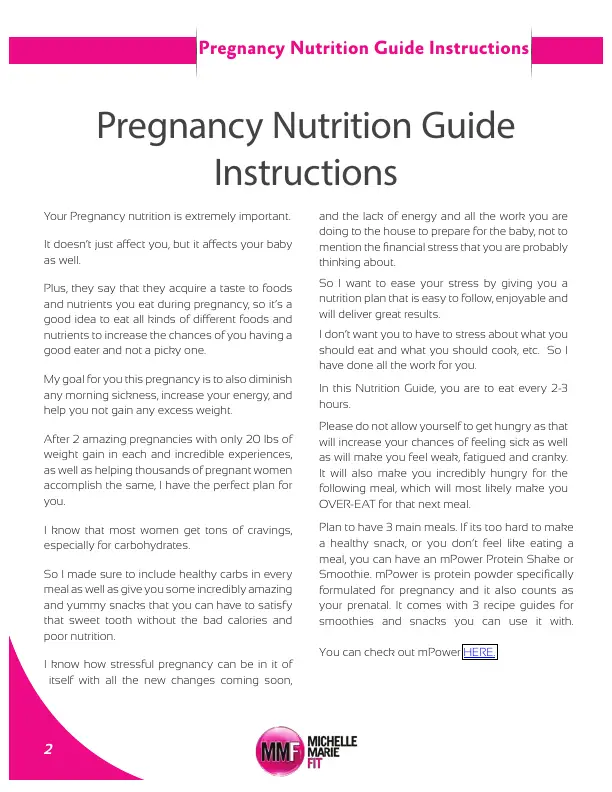 Pregnancy Nutrition Guide Instructions
Pregnancy Nutrition Guide
Instructions
Your Pregnancy nutrition is extremely important.
It doesn't just affect you, but it affects your baby
as well.
Plus, they say that they acquire a taste to foods
and nutrients you eat during pregnancy, so it's a
good idea to eat all kinds of different foods and
nutrients to increase the chances of you having a
good eater and not a picky one.
My goal for you this pregnancy is to also diminish
any morning sickness, increase your energy, and
help you not gain any excess weight.
After 2 amazing pregnancies with only 20 lbs of
weight gain in each and incredible experiences,
as well as helping thousands of pregnant women
accomplish the same, I have the perfect plan for
you.
I know that most women get tons of cravings,
especially for carbohydrates.
So I made sure to include healthy carbs in every
meal as well as give you some incredibly amazing
and yummy snacks that you can have to satisfy
that sweet tooth without the bad calories and
poor nutrition.
I know how stressful pregnancy can be in it of
itself with all the new changes coming soon,
and the lack of energy and all the work you are
doing to the house to prepare for the baby, not to
mention the financial stress that you are probably
thinking about.
So I want to ease your stress by giving you a
nutrition plan that is easy to follow, enjoyable and
will deliver great results.
I don't want you to have to stress about what you
should eat and what you should cook, etc. So I
have done all the work for you.
In this Nutrition Guide, you are to eat every 2-3
hours.
Please do not allow yourself to get hungry as that
will increase your chances of feeling sick as well
as will make you feel weak, fatigued and cranky.
It will also make you incredibly hungry for the
following meal, which will most likely make you
OVER-EAT for that next meal.
Plan to have 3 main meals. If its too hard to make
a healthy snack, or you don't feel like eating a
meal, you can have an mPower Protein Shake or
Smoothie. mPower is protein powder specifically
formulated for pregnancy and it also counts as
your prenatal. It comes with 3 recipe guides for
smoothies and snacks you can use it with.
You can check out mPower HERE.
2
MMF
MICHELLE
MARIE
FIT